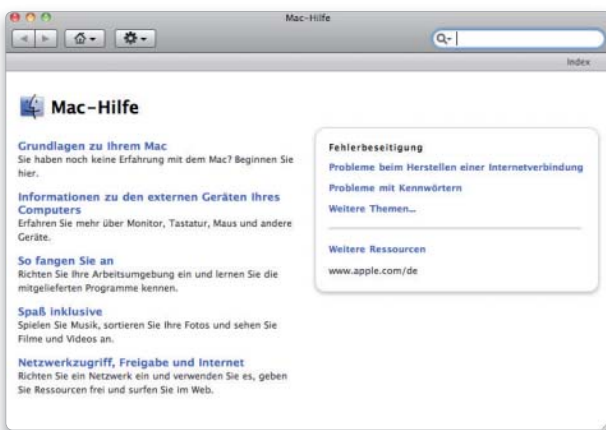 Mac-Hilfe
Index
Mac-Hilfe
Grundlagen zu Ihrem Mac
Sie haben noch keine Erfahrung mit dem Mac? Beginnen Sie
hier.
Informationen zu den externen Geräten Ihres
Computers
Erfahren Sie mehr über Monitor, Tastatur, Maus und andere
Geräte.
So fangen Sie an
Richten Sie Ihre Arbeitsumgebung ein und lernen Sie die
mitgelieferten Programme kennen.
Spaß inklusive
Spielen Sie Musik, sortieren Sie Ihre Fotos und sehen Sie
Filme und Videos an.
Netzwerkzugriff, Freigabe und Internet
Richten Sie ein Netzwerk ein und verwenden Sie es, geben
Sie Ressourcen frei und surfen Sie im Web.
Fehlerbeseitigung
Probleme beim Herstellen einer Internetverbindung
Probleme mit Kennwörtern
Weitere Themen...
Weitere Ressourcen
www.apple.com/de